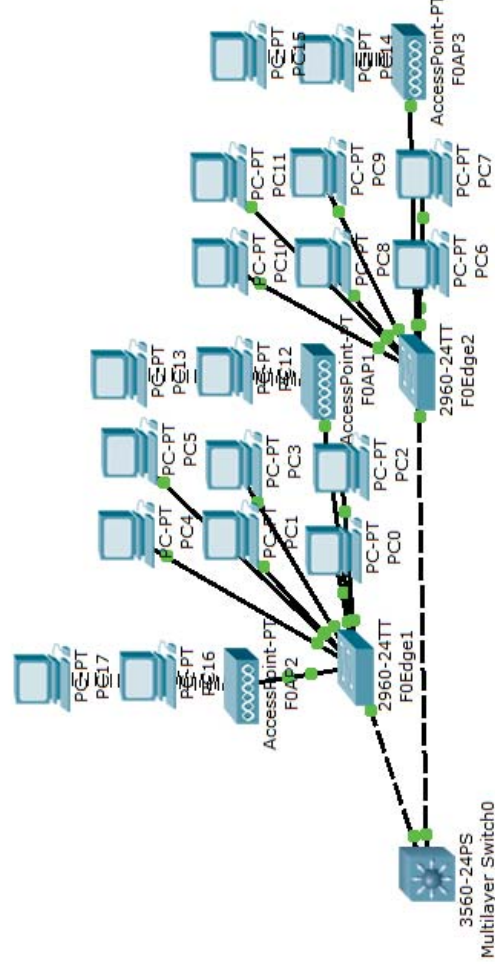 PC-PT
PC15
PC-PT
PC14
AccessPoint-PT
F0AP3
PC-PT
PC11
PC-PT
PC9
PC-PT
PC7
PC-PT
PC10
PC-PT
PC8
PC-PT
PC6
2960-24TT
F0Edge2
PC-PT
PC13
PC-PT
PC12
AccessPoint-PT
F0AP1
PC-PT
PC5
PC-PT
PC3
PC-PT
PC2
PC-PT
PC4
PC-PT
PC1
PC-PT
PC0
2960-24TT
F0Edge1
PC-PT
PC17
PC-PT
PC16
AccessPoint-PT
F0AP2
3560-24PS
Multilayer Switch0